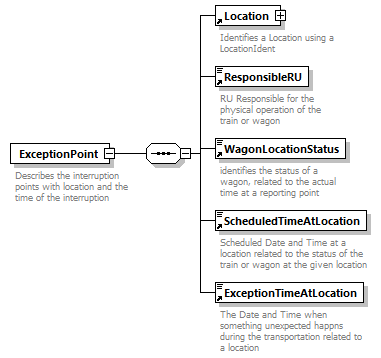 Location
Identifies a Location using a
LocationIdent
ResponsibleRU
RU Responsible for the
physical operation of the
train or wagon
WagonLocationStatus
identifies the status of a
wagon, related to the actual
time at a reporting point
ExceptionPoint
Describes the interruption
points with location and the
time of the interruption
ScheduledTimeAtLocation
Scheduled Date and Time at a
location related to the status of the
train or wagon at the given location
ExceptionTimeAtLocation
The Date and Time when
something unexpected happns
during the transportation related to
a location